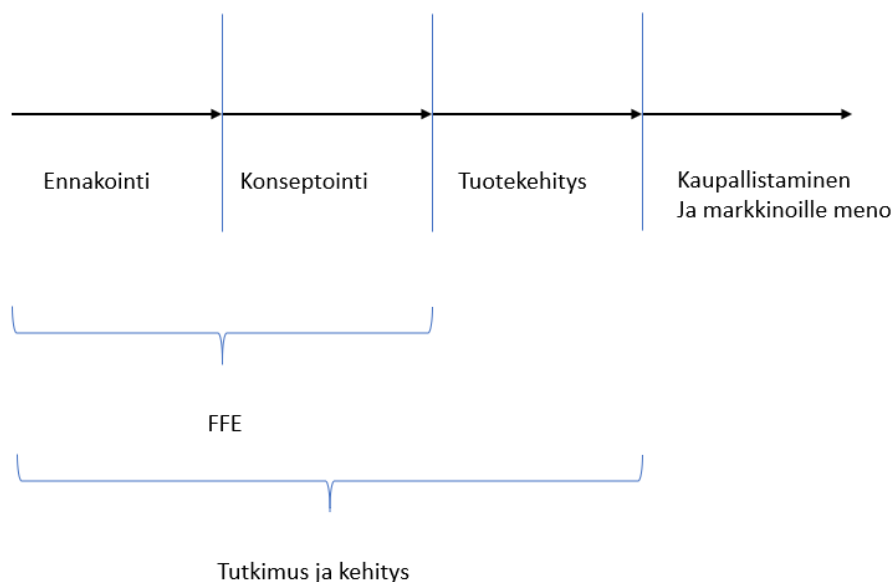 Ennakointi
Konseptointi
Tuotekehitys
Kaupallistaminen
Ja markkinoille meno
FFE
Tutkimus ja kehitys